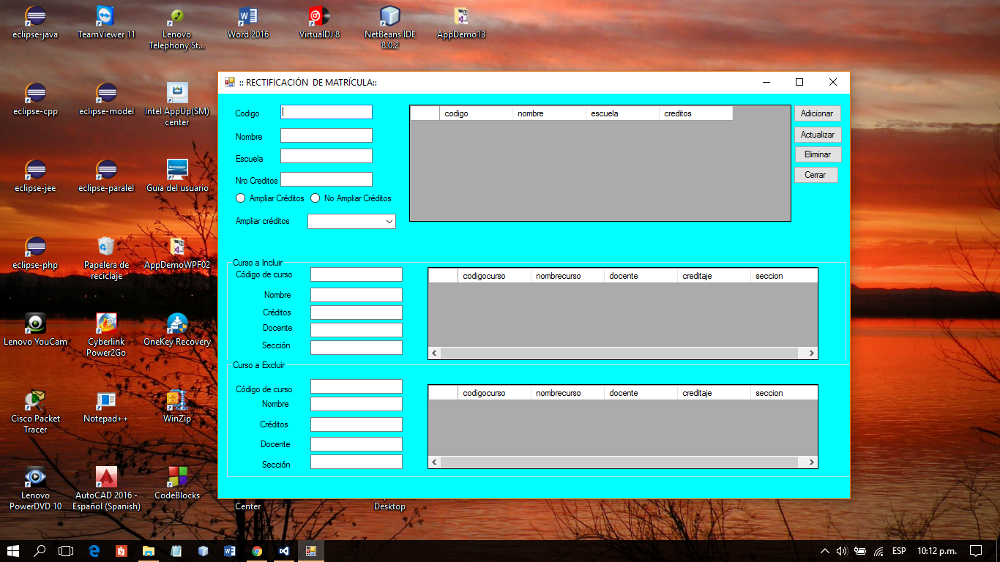 eclipse-java
TeamViewer 11
Lenovo
Telephony St...
Word 2016
VirtualDJ 8
NetBeans IDE
8.0.2
AppDemo13
eclipse-cpp
eclipse-model
Intel AppUp(SM)
center
eclipse-jee
eclipse-paralel
Guía del usuario
eclipse-php
Papelera de
reciclaje
AppDemoWPF02
Lenovo YouCam
Cyberlink
Power2Go
OneKey Recovery
Cisco Packet
Tracer
Notepad++
WinZip
Lenovo
PowerDVD 10
AutoCAD 2016 -
Español (Spanish)
CodeBlocks
Center
Desktop
:: RECTIFICACIÓN DE MATRÍCULA::
Codigo
Nombre
Escuela
Nro Creditos
Ampliar Créditos No Ampliar Créditos
Ampliar créditos
codigo nombre escuela creditos
Adicionar
Actualizar
Eliminar
Cerrar
Curso a Incluir
Código de curso
Nombre
Créditos
Docente
Sección
codigocurso nombrecurso docente creditaje seccion
Curso a Excluir
Código de curso
Nombre
Créditos
Docente
Sección
codigocurso nombrecurso docente creditaje seccion
ESP 10:12 p.m.